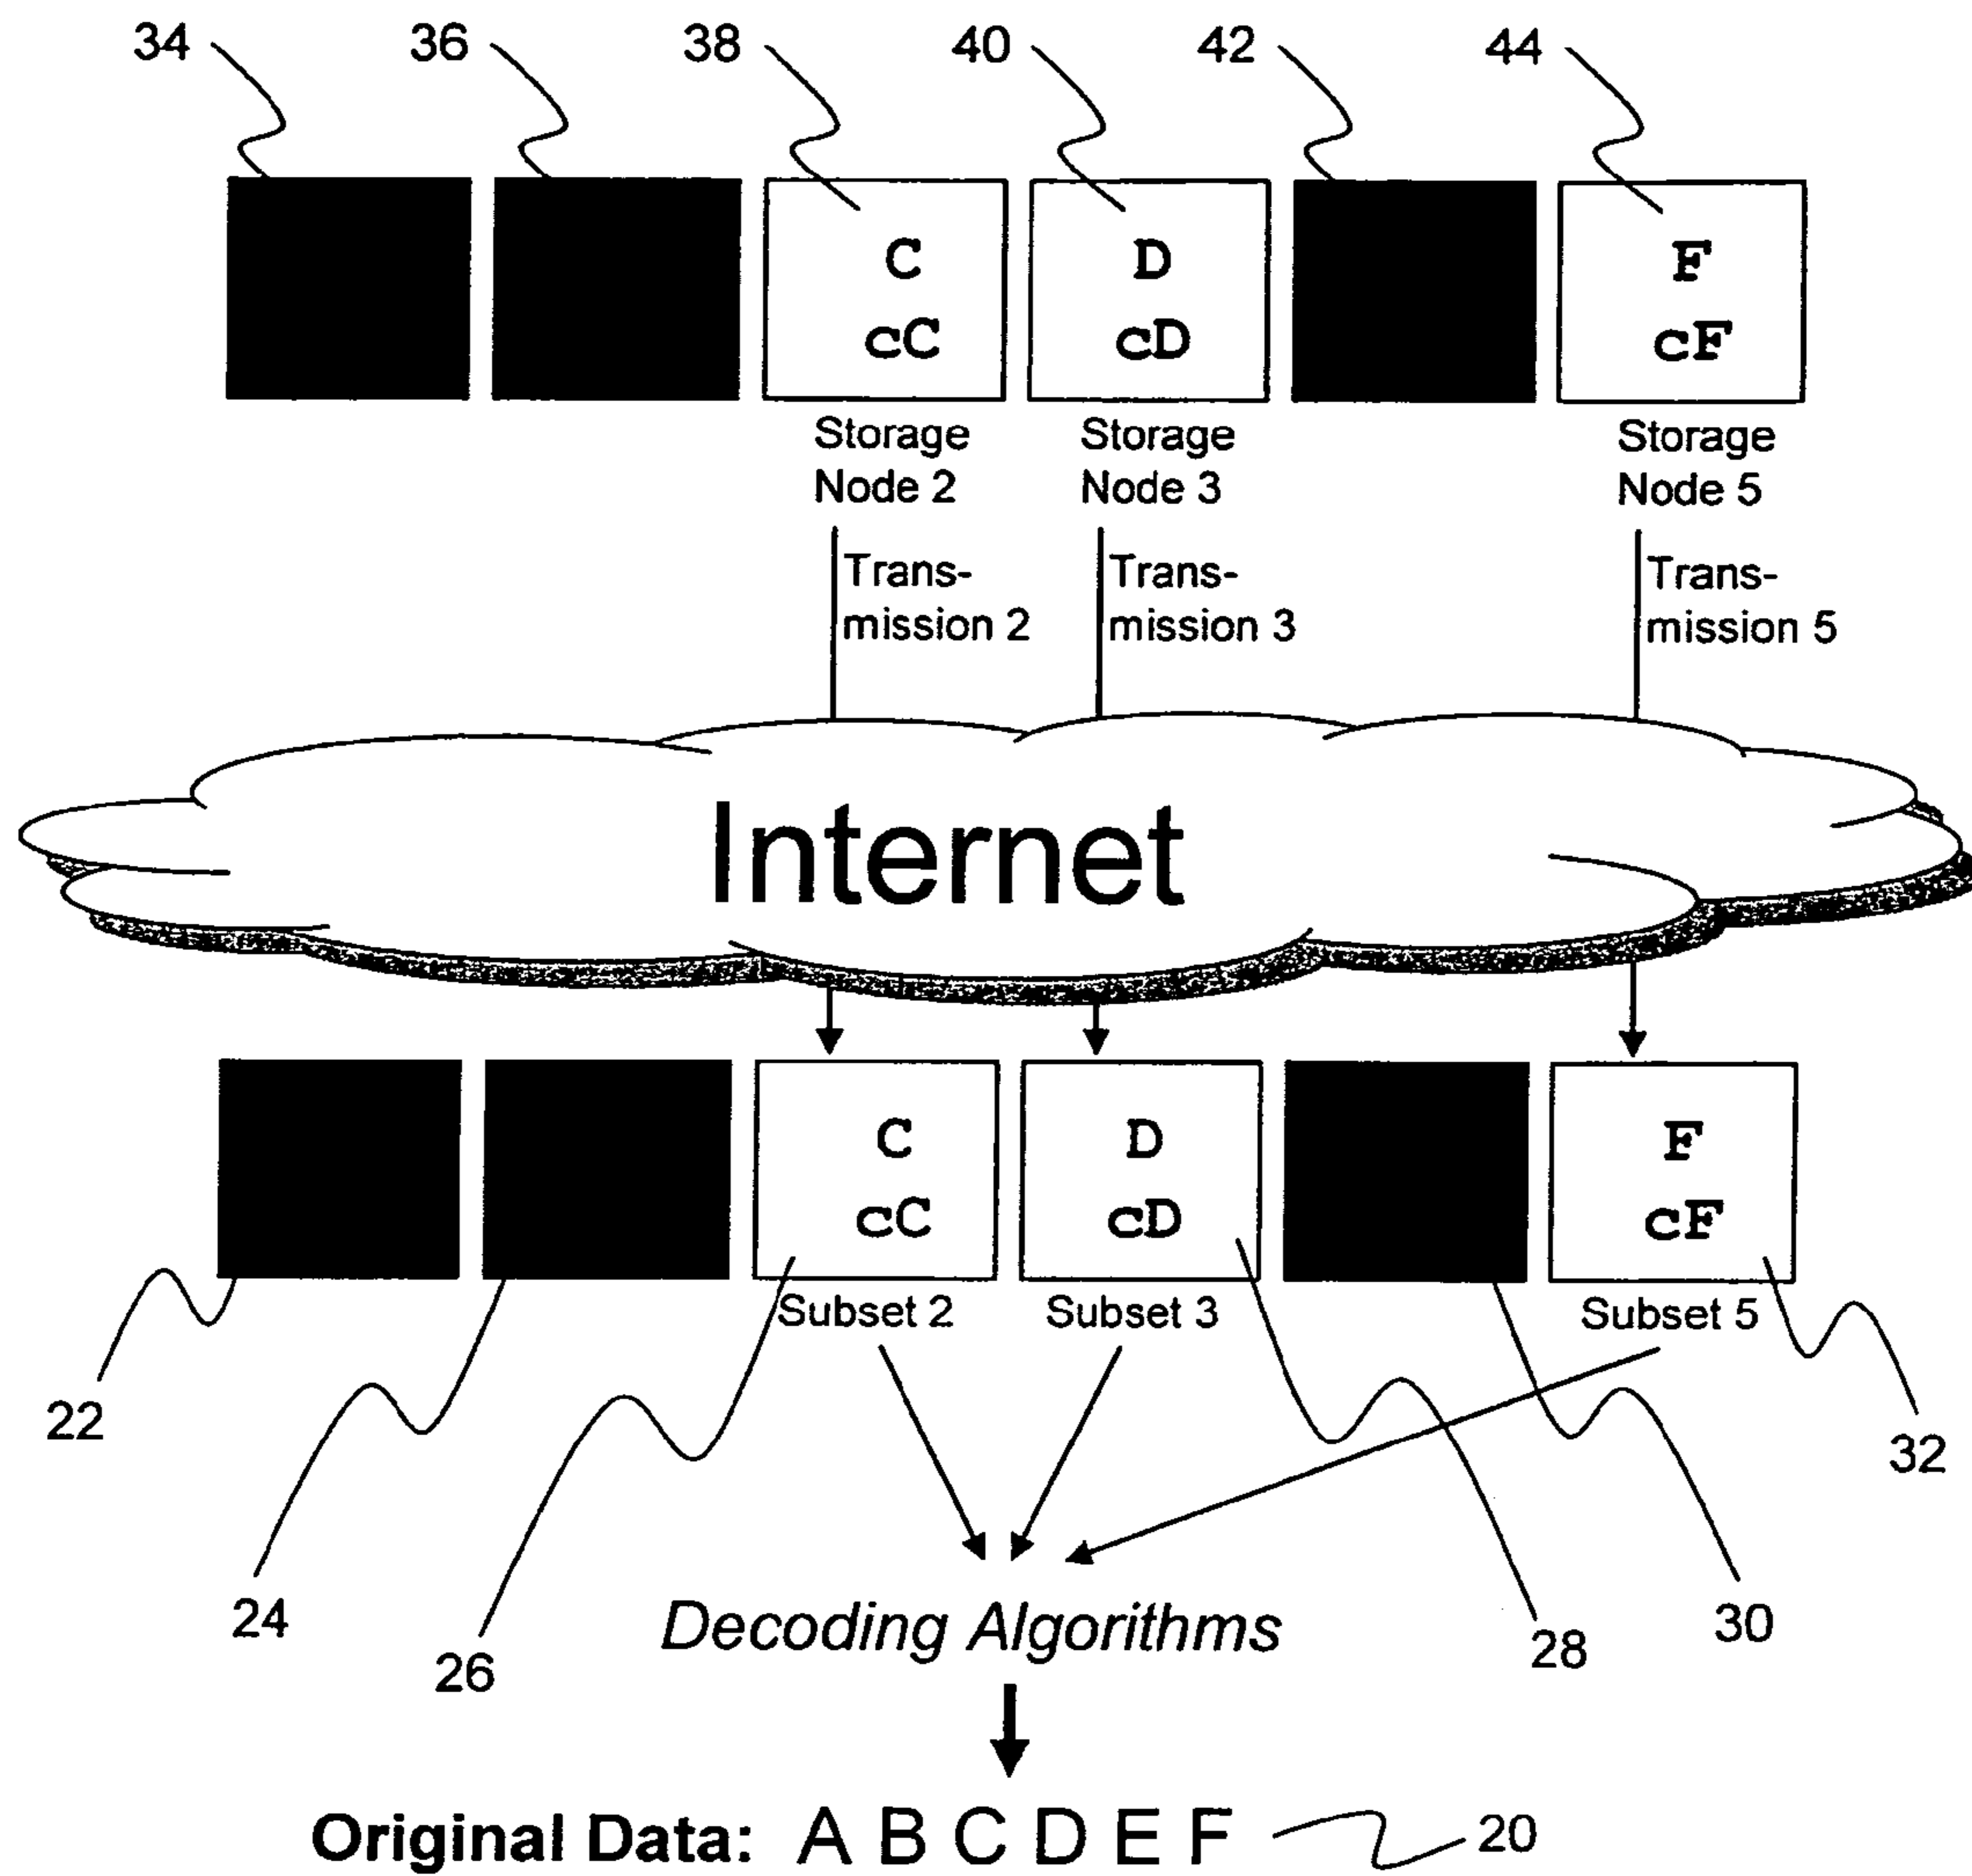 34 36 38 40 42 44
C D F
cC cD cF
Storage Storage Storage
Node 2 Node 3 Node 5
Trans- Trans- Trans-
mission 2 mission 3 mission 5
Internet
C D F
cC cD cF
Subset 2 Subset 3 Subset 5
22
32
24
26
Decoding Algorithms
28
30
Original Data: A B C D E F
20